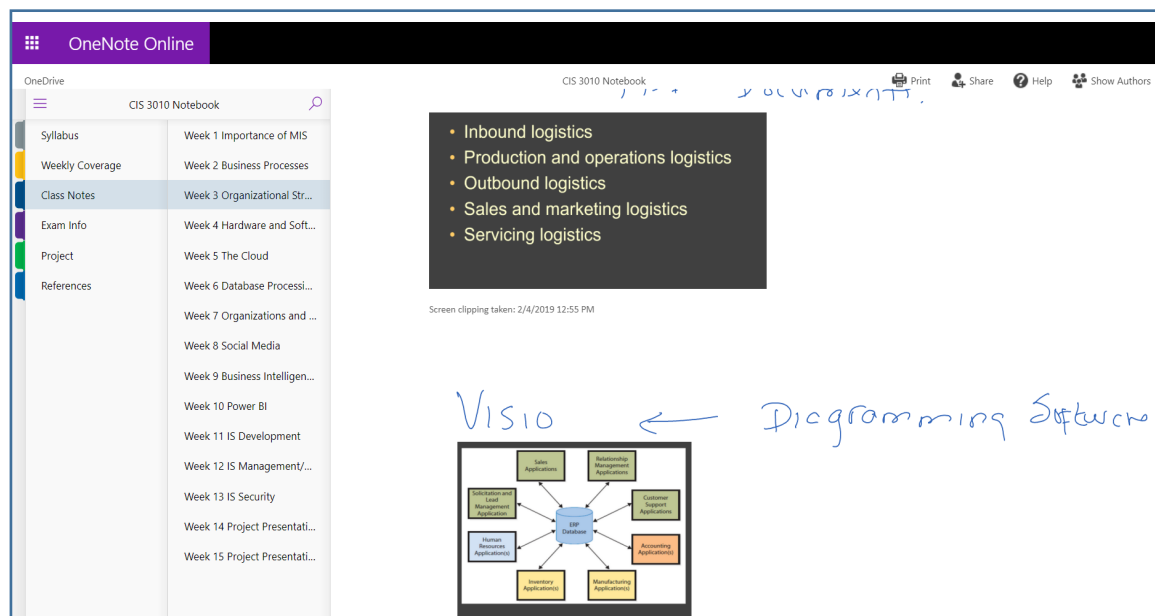 OneNote Online
OneDrive
CIS 3010 Notebook
Print
Share
Help
Show Authors
CIS 3010 Notebook
Syllabus
Weekly Coverage
Class Notes
Exam Info
Project
References
Week 1 Importance of MIS
Week 2 Business Processes
Week 3 Organizational Str...
Week 4 Hardware and Soft...
Week 5 The Cloud
Week 6 Database Processi...
Week 7 Organizations and ...
Week 8 Social Media
Week 9 Business Intelligen...
Week 10 Power BI
Week 11 IS Development
Week 12 IS Management/...
Week 13 IS Security
Week 14 Project Presentati...
Week 15 Project Presentati...
• Inbound logistics
• Production and operations logistics
• Outbound logistics
• Sales and marketing logistics
• Servicing logistics
Screen clipping taken: 2/4/2019 12:55 PM
VISIO ← Diagramming Software
Sales
Applications
Relationship
Management
Applications
Solicitation and
Lead
Management
Application
Customer
Support
Applications
ERP
Database
Human
Resources
Application(s)
Accounting
Application(s)
Inventory
Application(s)
Manufacturing
Application(s)